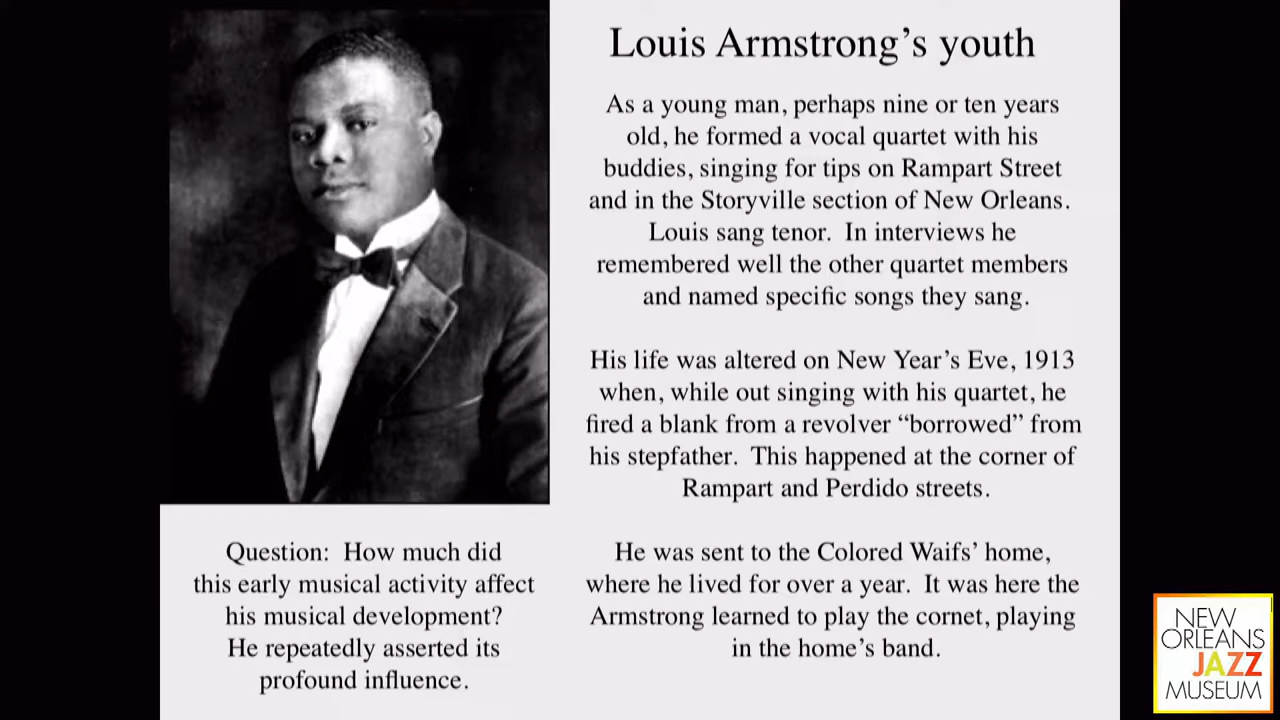 Louis Armstrong’s youth
As a young man, perhaps nine or ten years
old, he formed a vocal quartet with his
buddies, singing for tips on Rampart Street
and in the Storyville section of New Orleans.
Louis sang tenor.  In interviews he
remembered well the other quartet members
and named specific songs they sang.
His life was altered on New Year’s Eve, 1913
when, while out singing with his quartet, he
fired a blank from a revolver “borrowed” from
his stepfather.  This happened at the corner of
Rampart and Perdido streets.
He was sent to the Colored Waifs’ home,
where he lived for over a year.  It was here the
Armstrong learned to play the cornet, playing
in the home’s band.
Question:  How much did
this early musical activity affect
his musical development?
He repeatedly asserted its
profound influence.
NEW
ORLEANS
JAZZ
MUSEUM